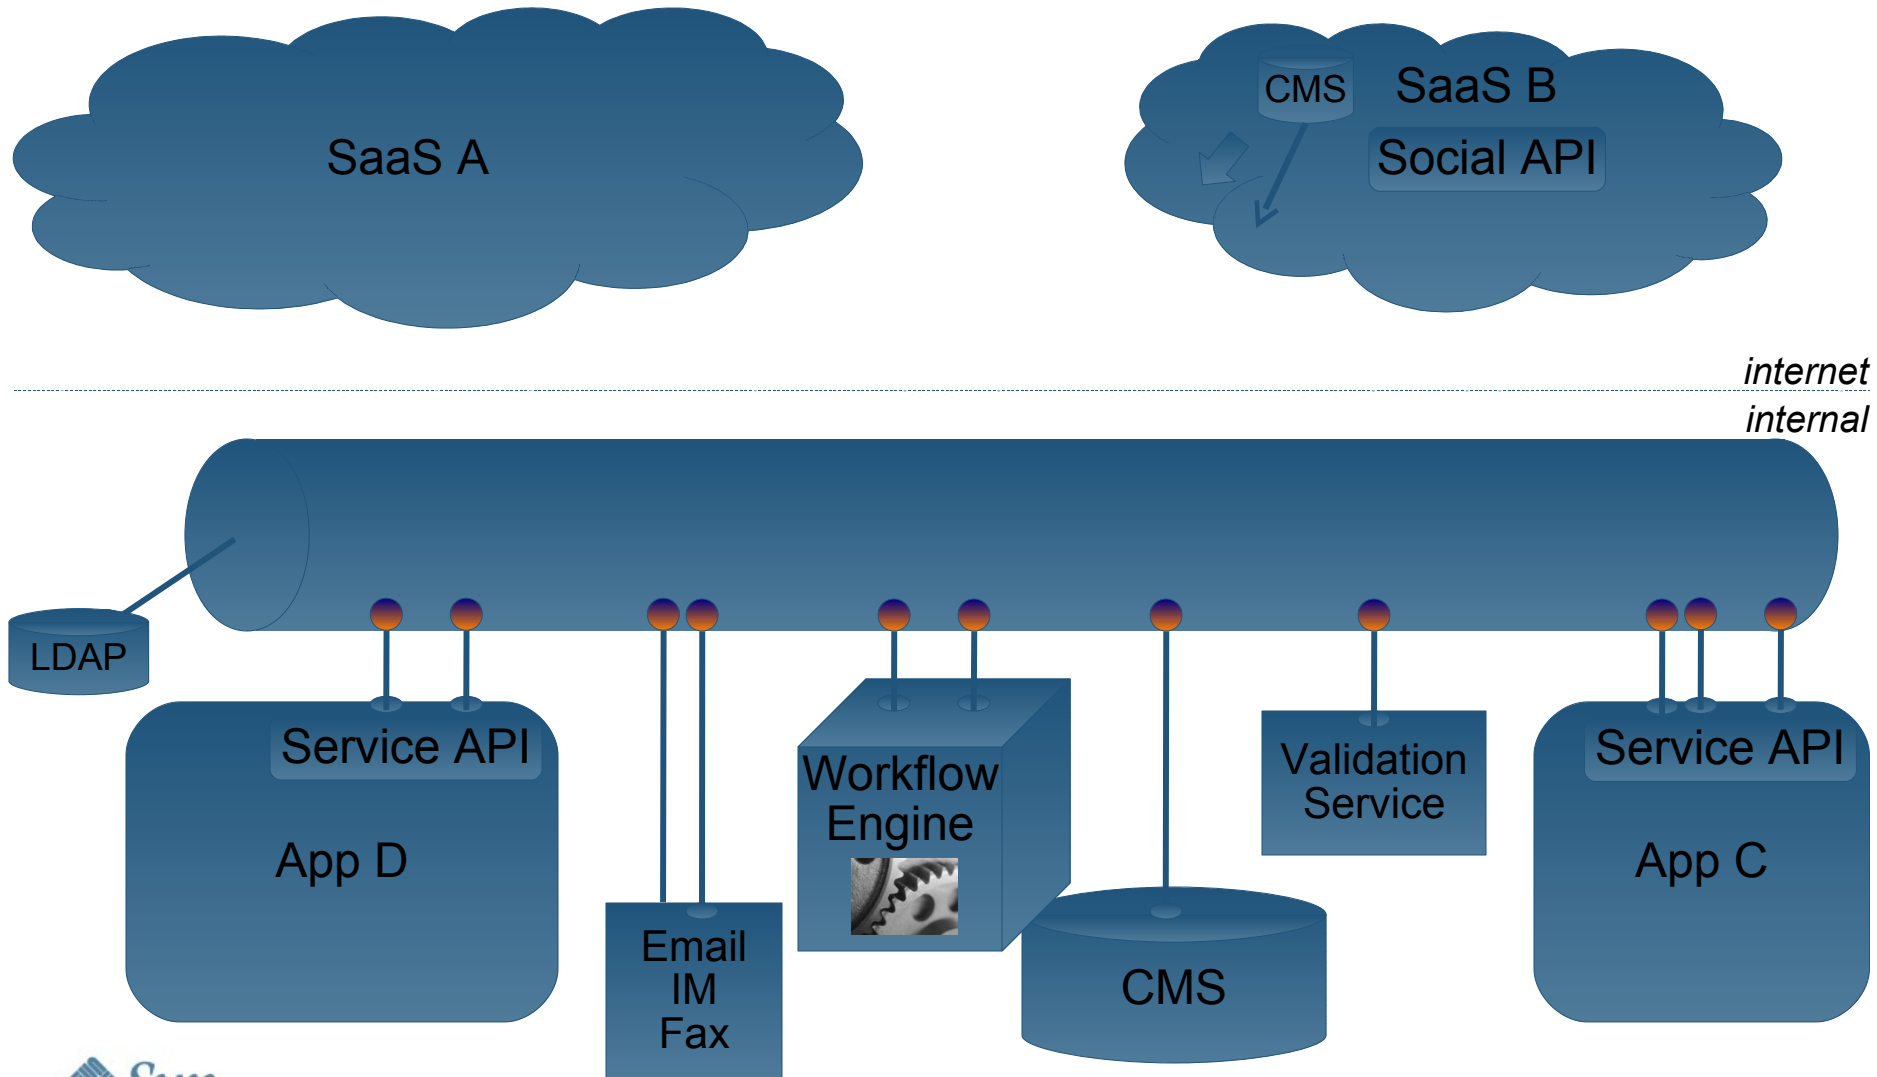 SaaS A
CMS
SaaS B
Social API
internet
internal
LDAP
Service API
App D
Email
IM
Fax
Workflow
Engine
CMS
Validation
Service
Service API
App C